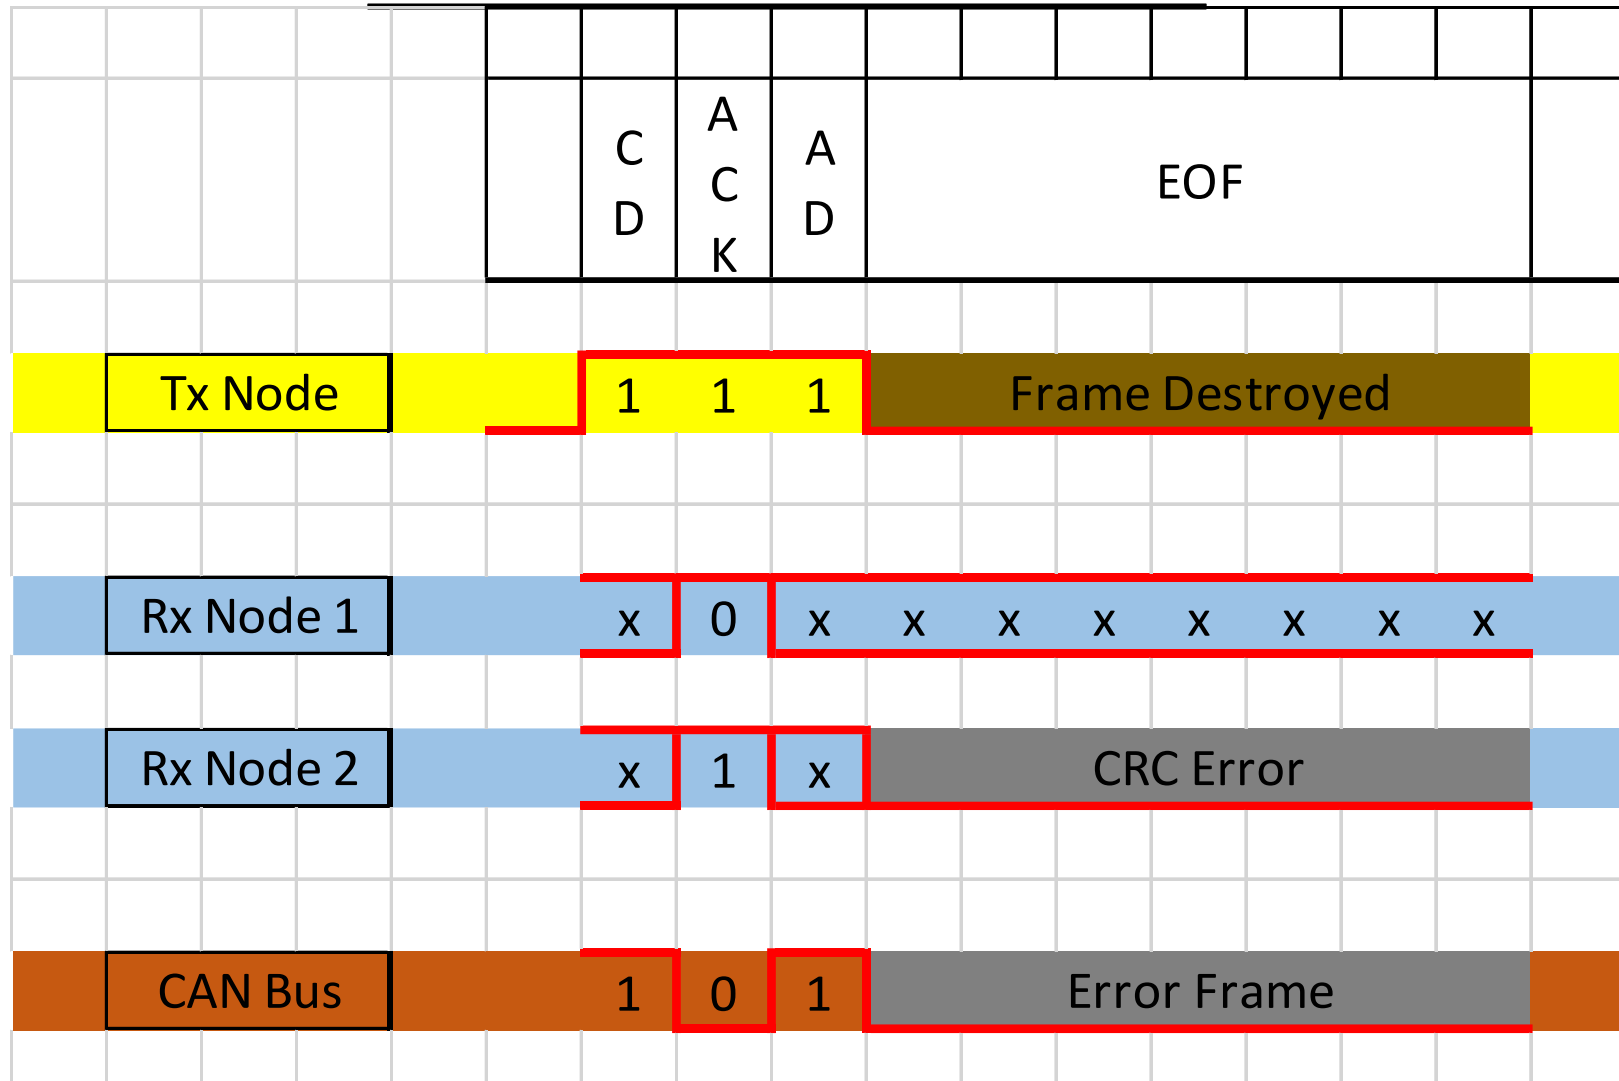 C D
A C K
A D
EOF
Tx Node 1 1 1 Frame Destroyed
Rx Node 1 x 0 x x x x x x x x
Rx Node 2 x 1 x CRC Error
CAN Bus 1 0 1 Error Frame